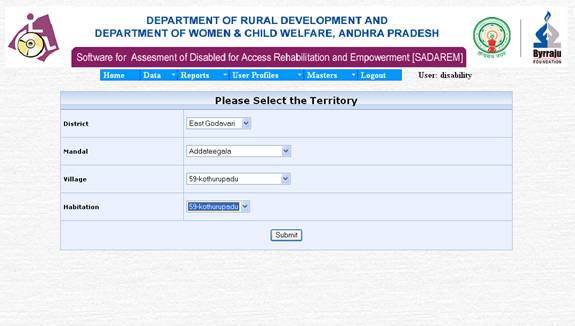 DEPARTMENT OF RURAL DEVELOPMENT AND
DEPARTMENT OF WOMEN & CHILD WELFARE, ANDHRA PRADESH
Software for Assesment of Disabled for Access Rehabilitation and Empowerment [SADAREM]
Byrraju
FOUNDATION
Home Data Reports User Profiles Masters Logout User: disability
Please Select the Territory
District East Godavari
Mandal Addateegala
Village 59-kothurupadu
Habitation 59-kothurupadu
Submit